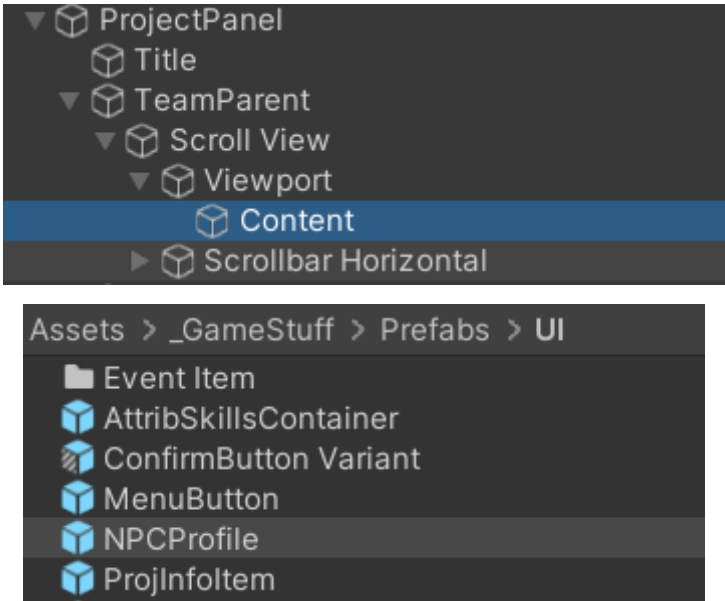 ProjectPanel
Title
TeamParent
Scroll View
Viewport
Content
Scrollbar Horizontal
Assets > _GameStuff > Prefabs > UI
Event Item
AttribSkillsContainer
ConfirmButton Variant
MenuButton
NPCProfile
ProjInfoItem